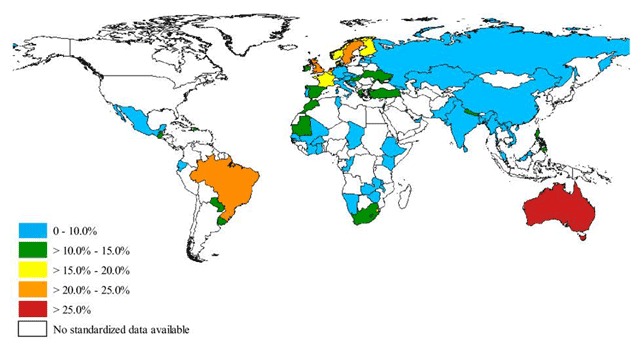 0 - 10.0%
> 10.0% - 15.0%
> 15.0% - 20.0%
> 20.0% - 25.0%
> 25.0%
No standardized data available